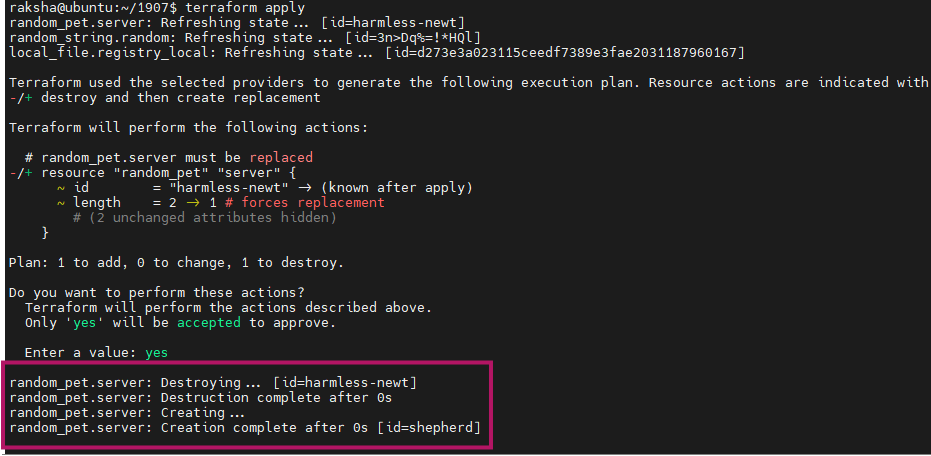 raksha@ubuntu:~/1907$ terraform apply
random_pet.server: Refreshing state... [id=harmless-newt]
random_string.random: Refreshing state... [id=3n>Dq%=!*HQl]
local_file.registry_local: Refreshing state... [id=d273e3a023115ceedf7389e3fae2031187960167]
Terraform used the selected providers to generate the following execution plan. Resource actions are indicated with
-/+ destroy and then create replacement
Terraform will perform the following actions:
# random_pet.server must be replaced
-/+ resource "random_pet" "server" {
~ id = "harmless-newt" -> (known after apply)
~ length = 2 -> 1 # forces replacement
# (2 unchanged attributes hidden)
}
Plan: 1 to add, 0 to change, 1 to destroy.
Do you want to perform these actions?
Terraform will perform the actions described above.
Only 'yes' will be accepted to approve.
Enter a value: yes
random_pet.server: Destroying... [id=harmless-newt]
random_pet.server: Destruction complete after 0s
random_pet.server: Creating...
random_pet.server: Creation complete after 0s [id=shepherd]